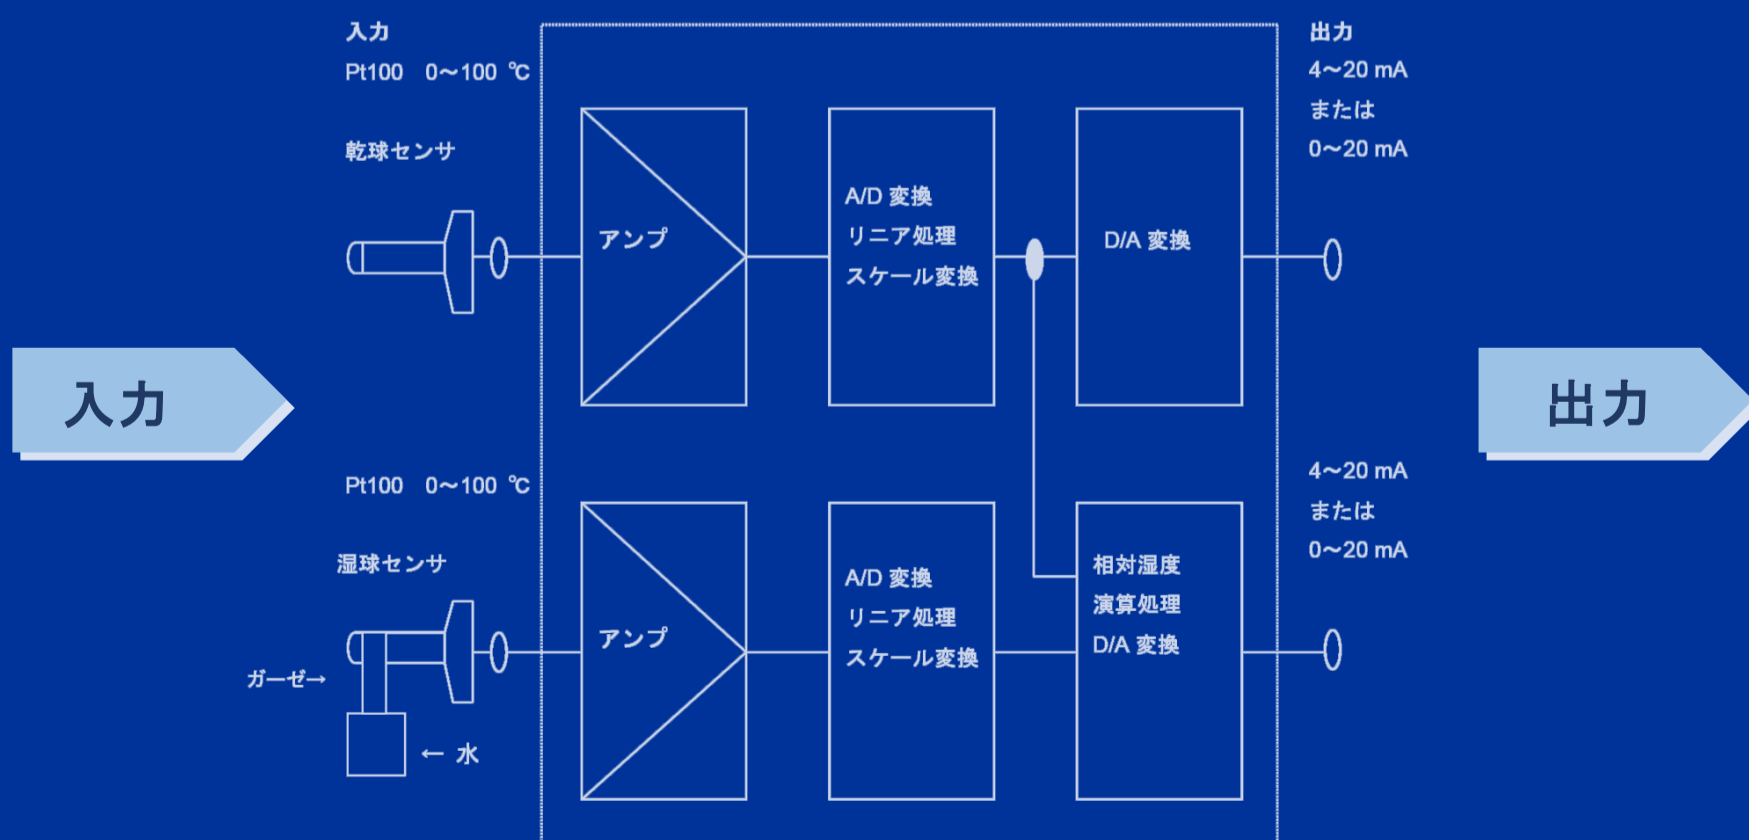 入力
Pt100 0～100 ℃
乾球センサ
アンプ
A/D 変換
リニア処理
スケール変換
D/A 変換
出力
4～20 mA
または
0～20 mA
入力
出力
Pt100 0～100 ℃
湿球センサ
ガーゼ→
← 水
アンプ
A/D 変換
リニア処理
スケール変換
相対湿度
演算処理
D/A 変換
4～20 mA
または
0～20 mA